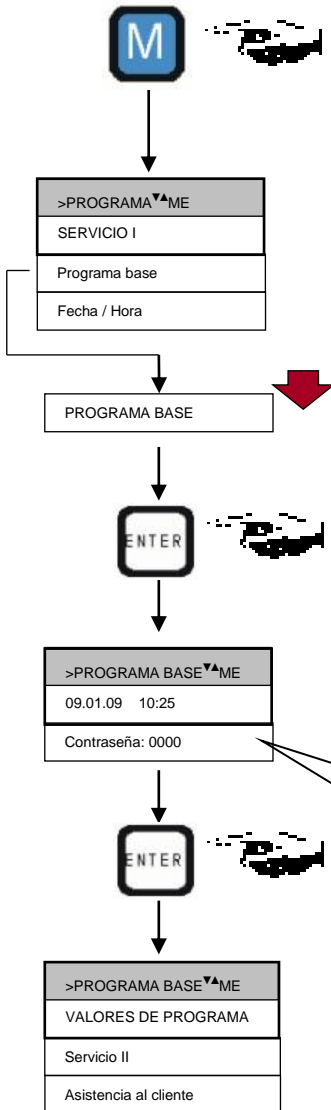 M
>PROGRAMA▼▲ME
SERVICIO I
Programa base
Fecha / Hora
PROGRAMA BASE
ENTER
>PROGRAMA BASE▼▲ME
09.01.09 10:25
Contraseña: 0000
ENTER
>PROGRAMA BASE▼▲ME
VALORES DE PROGRAMA
Servicio II
Asistencia al cliente